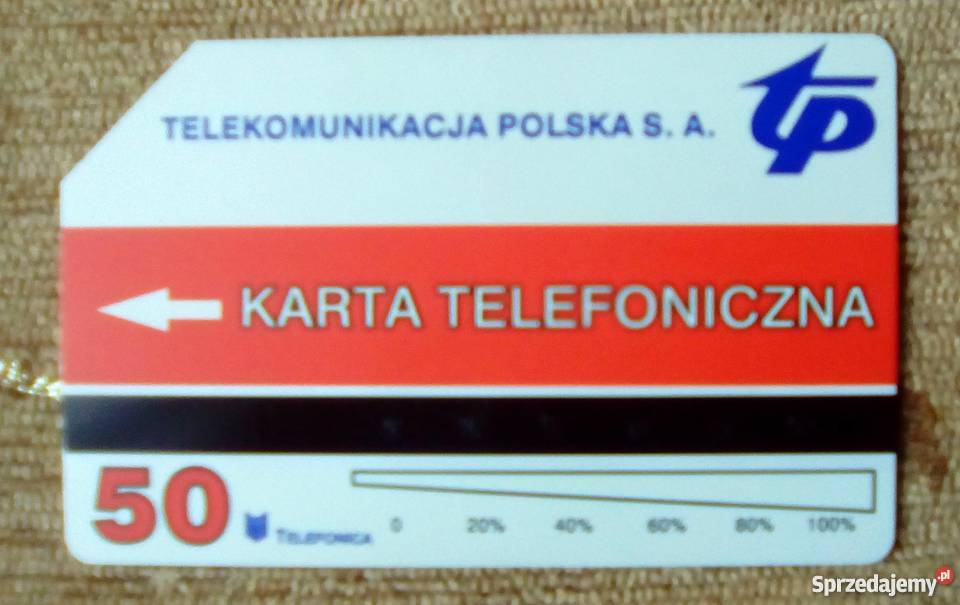 TELEKOMUNIKACJA POLSKA S. A.
tp
KARTA TELEFONICZNA
50
TELEFONICA
0 20% 40% 60% 80% 100%
Sprzedajemy.pl